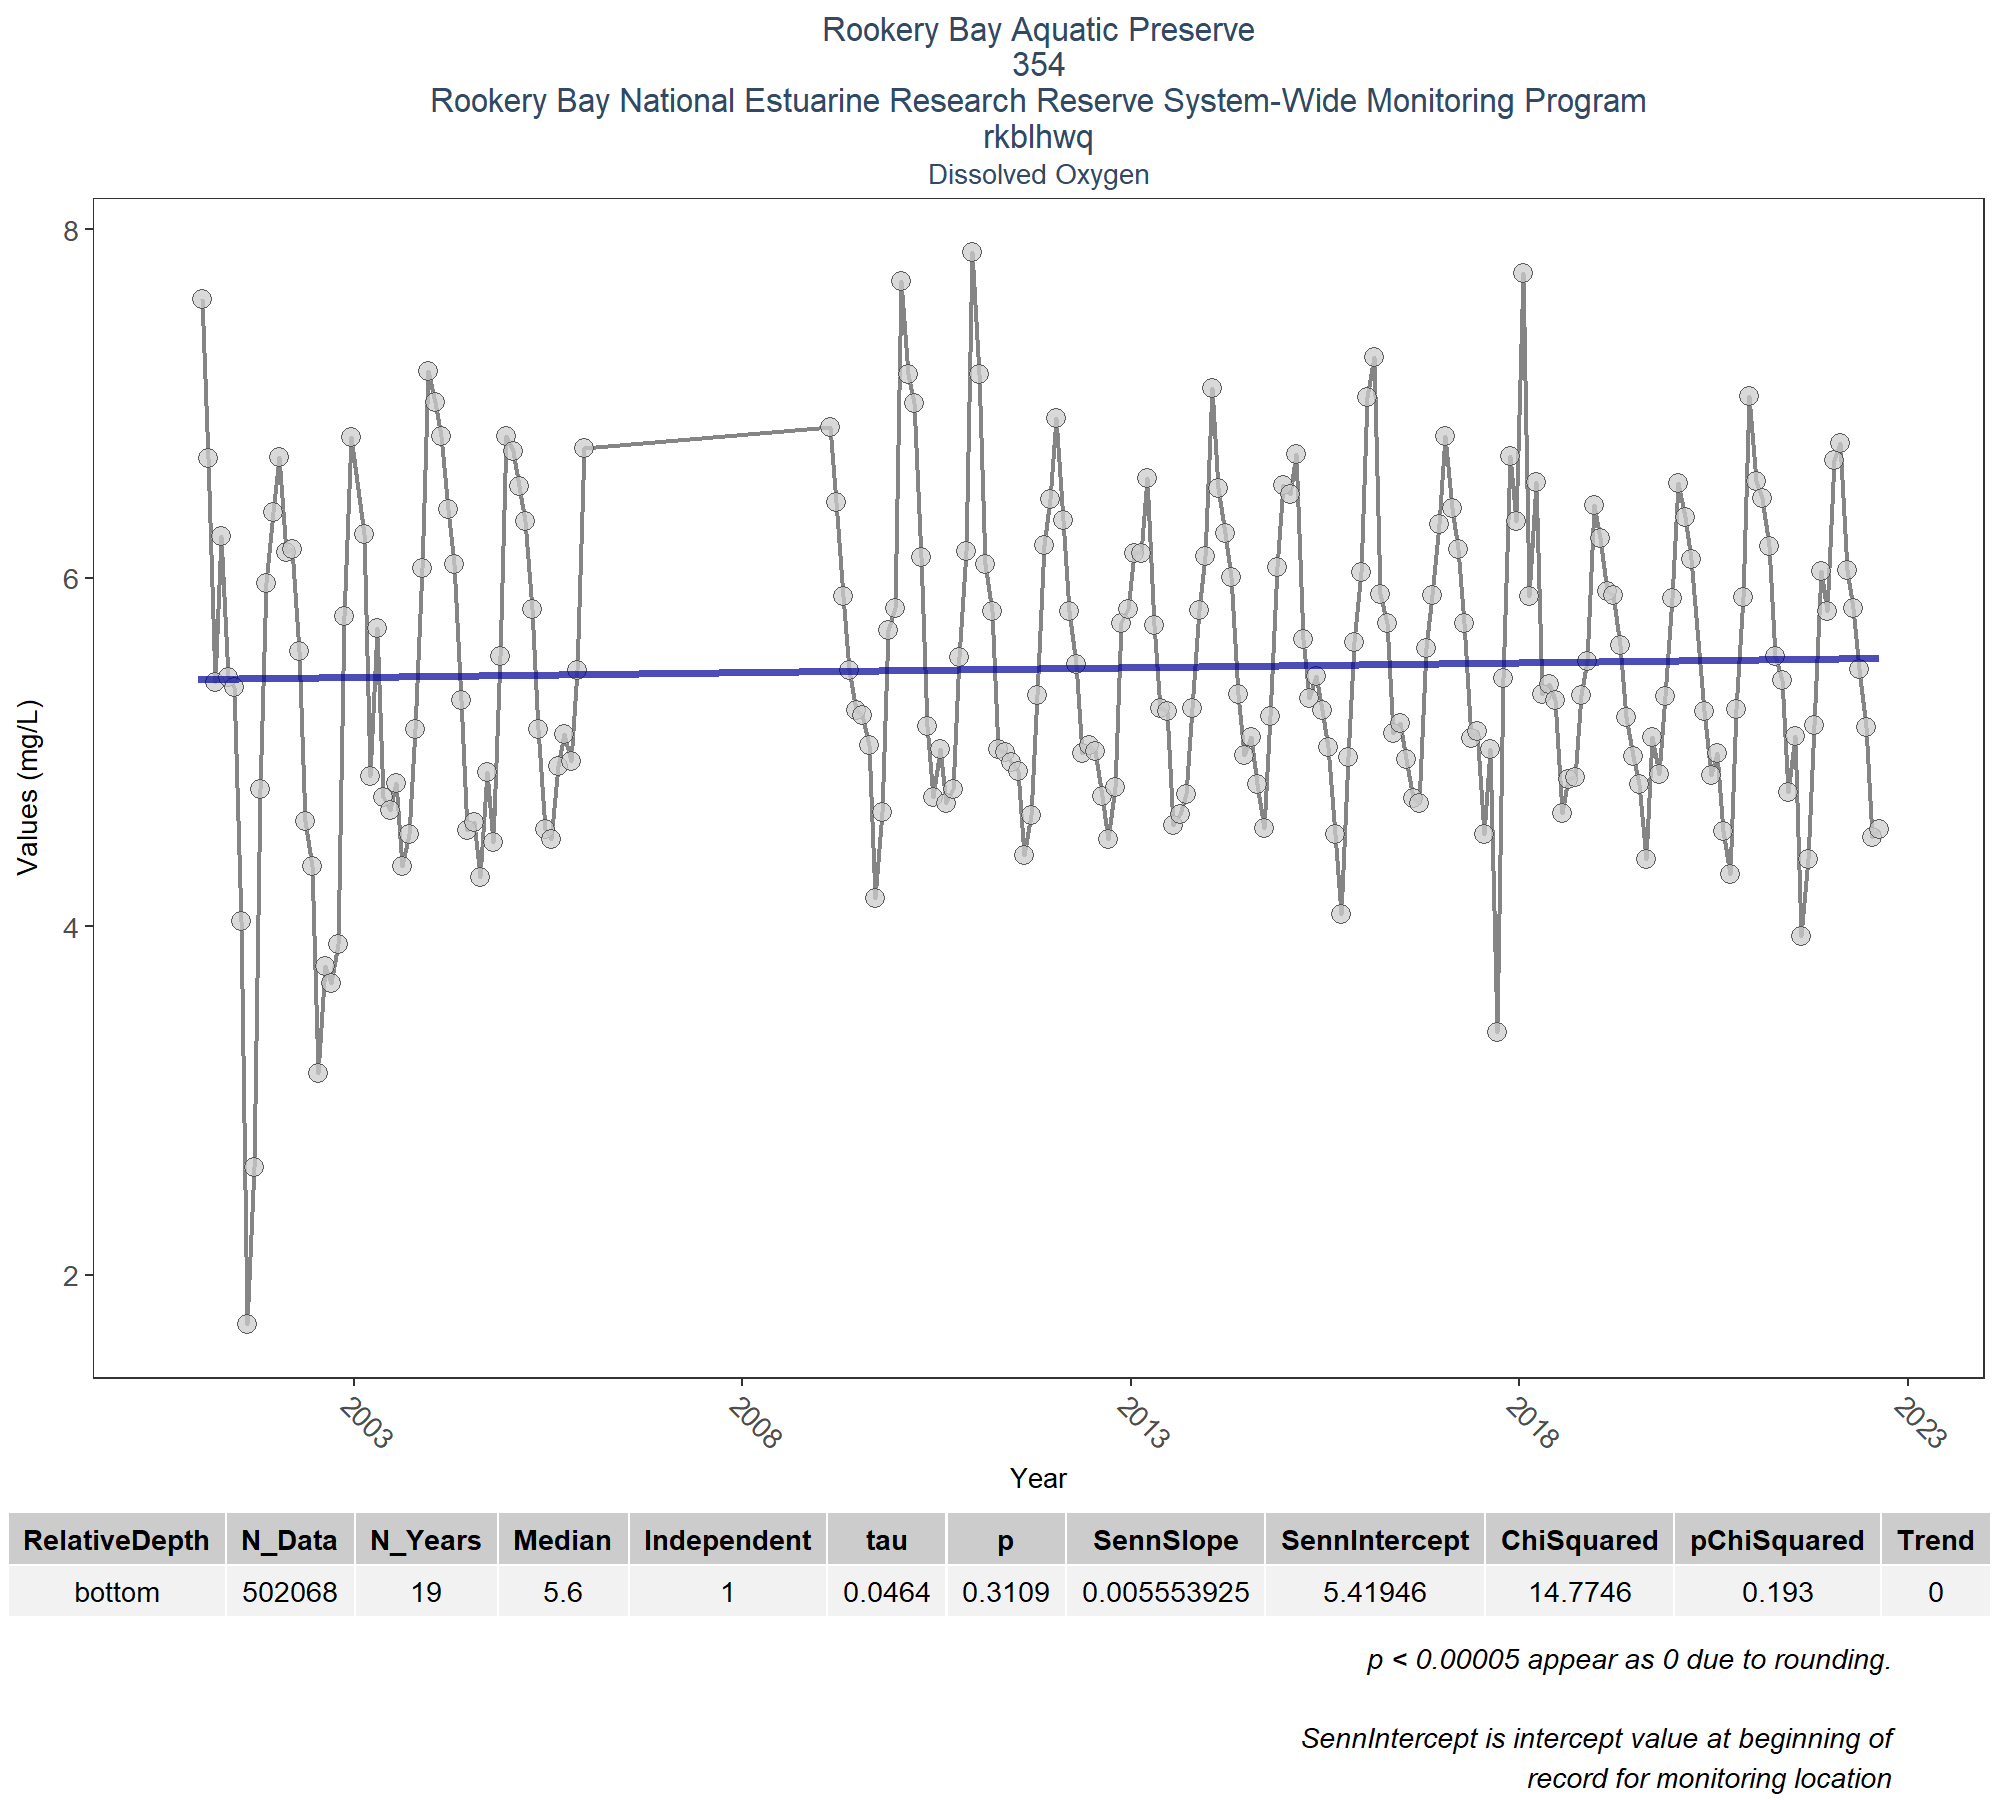 Rookery Bay Aquatic Preserve
354
Rookery Bay National Estuarine Research Reserve System-Wide Monitoring Program
rkblhwq
Dissolved Oxygen
8
6
4
2
Values (mg/L)
2003 2008 2013 2018 2023
Year
RelativeDepth N_Data N_Years Median Independent tau p SennSlope SennIntercept ChiSquared pChiSquared Trend
bottom 502068 19 5.6 1 0.0464 0.3109 0.005553925 5.41946 14.7746 0.193 0
p < 0.00005 appear as 0 due to rounding.
SennIntercept is intercept value at beginning of
record for monitoring location